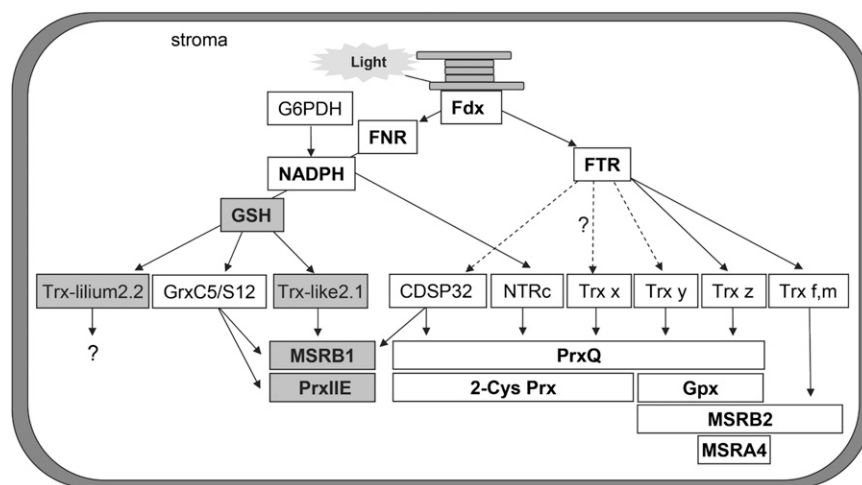 stroma
Light
G6PDH
Fdx
FNR
NADPH
FTR
GSH
?
Trx-lilium2.2
GrxC5/S12
Trx-like2.1
CDSP32
NTRc
Trx x
Trx y
Trx z
Trx f,m
?
MSRB1
PrxQ
PrxIIE
2-Cys Prx
Gpx
MSRB2
MSRA4